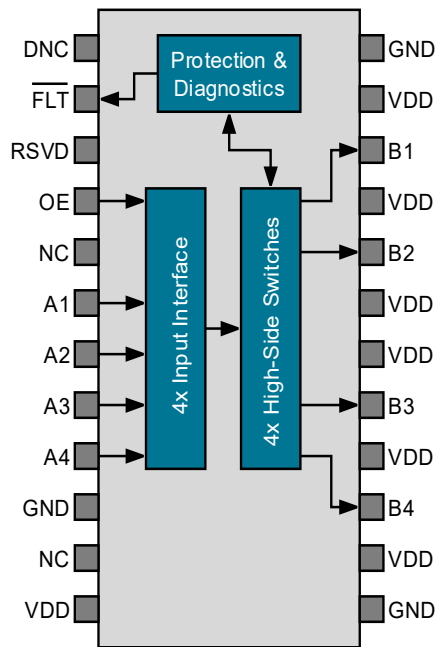 DNC
F̅L̅T̅
RSVD
OE
NC
A1
A2
A3
A4
GND
NC
VDD
Protection &
Diagnostics
4x Input Interface
4x High-Side Switches
GND
VDD
B1
VDD
B2
VDD
VDD
B3
VDD
B4
VDD
GND